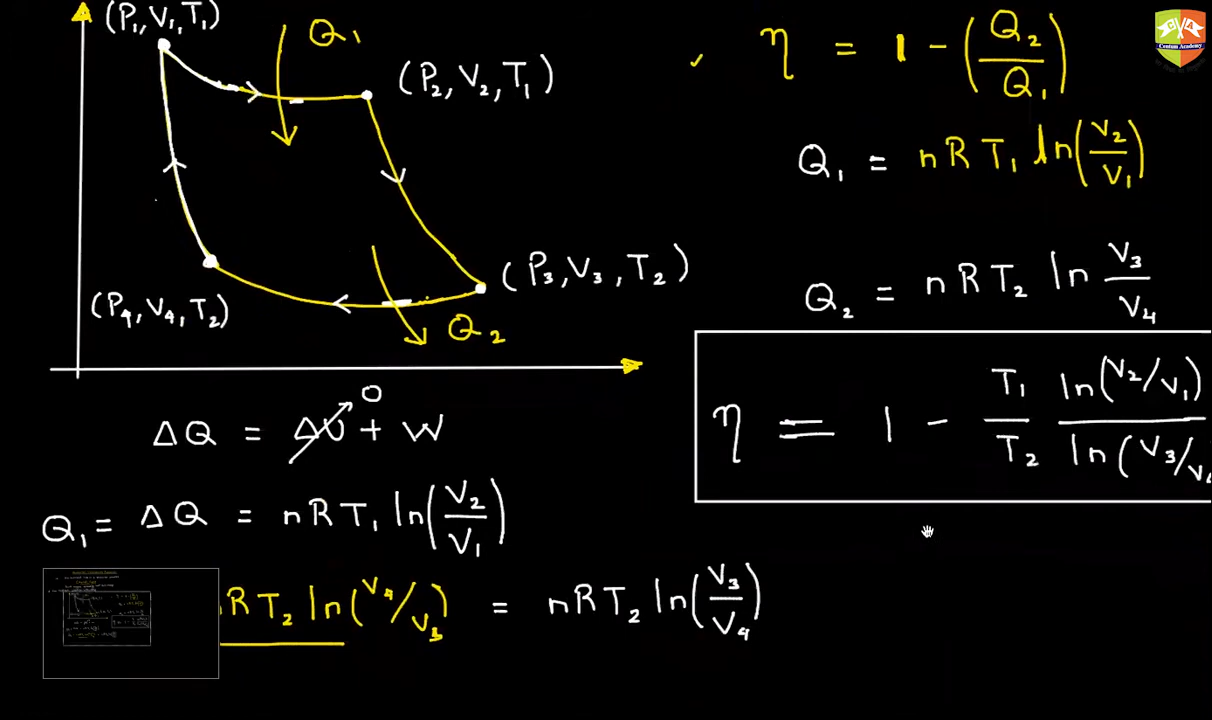 (P₁, V₁, T₁)
Q₁
(P₂, V₂, T₁)
(P₃, V₃, T₂)
(P₄, V₄, T₂)
Q₂
ΔQ = ΔU + W
0
Q₁ = ΔQ = nRT₁ ln(V₂/V₁)
RT₂ ln(V₄/V₃) = nRT₂ ln(V₃/V₄)
✓ η = 1 - (Q₂/Q₁)
Q₁ = nRT₁ ln(V₂/V₁)
Q₂ = nRT₂ ln V₃/V₄
η = 1 - T₁/T₂ ln(V₂/V₁)/ln(V₃/V₄
Centum Academy